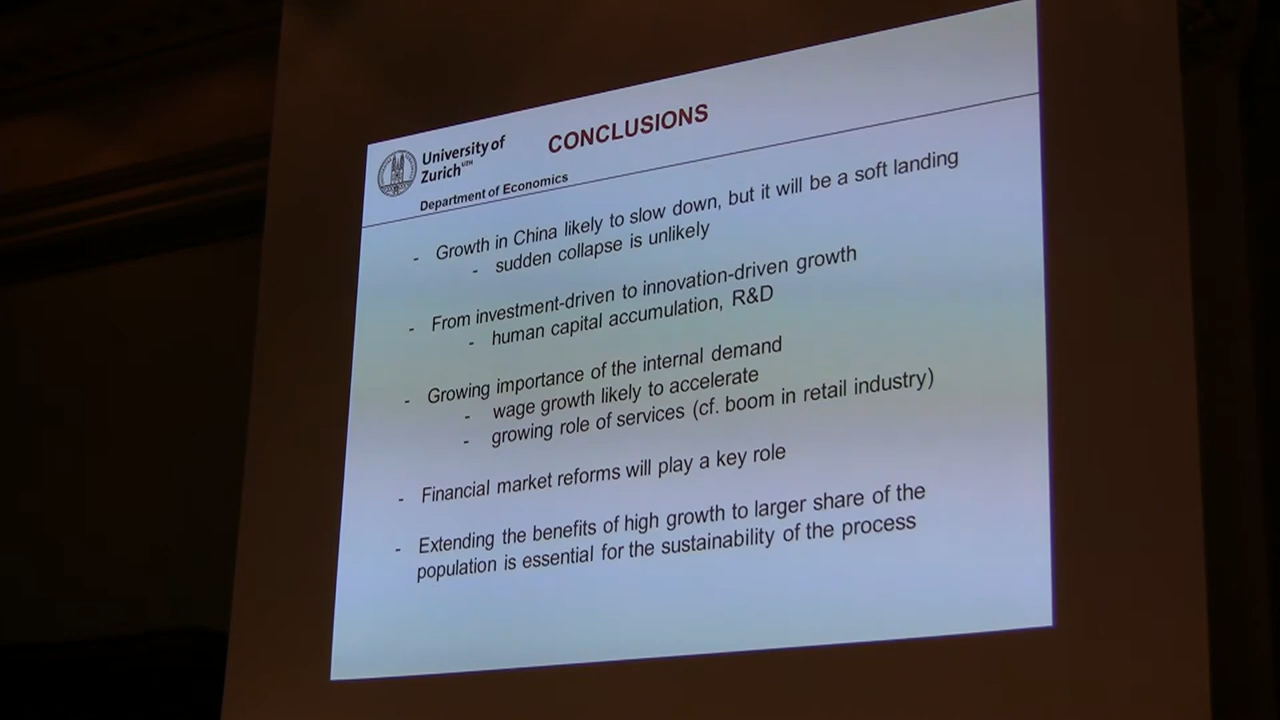 University of
Zurich UZH
CONCLUSIONS
Department of Economics
- Growth in China likely to slow down, but it will be a soft landing
- sudden collapse is unlikely
- From investment-driven to innovation-driven growth
- human capital accumulation, R&D
- Growing importance of the internal demand
- wage growth likely to accelerate
- growing role of services (cf. boom in retail industry)
- Financial market reforms will play a key role
- Extending the benefits of high growth to larger share of the
population is essential for the sustainability of the process